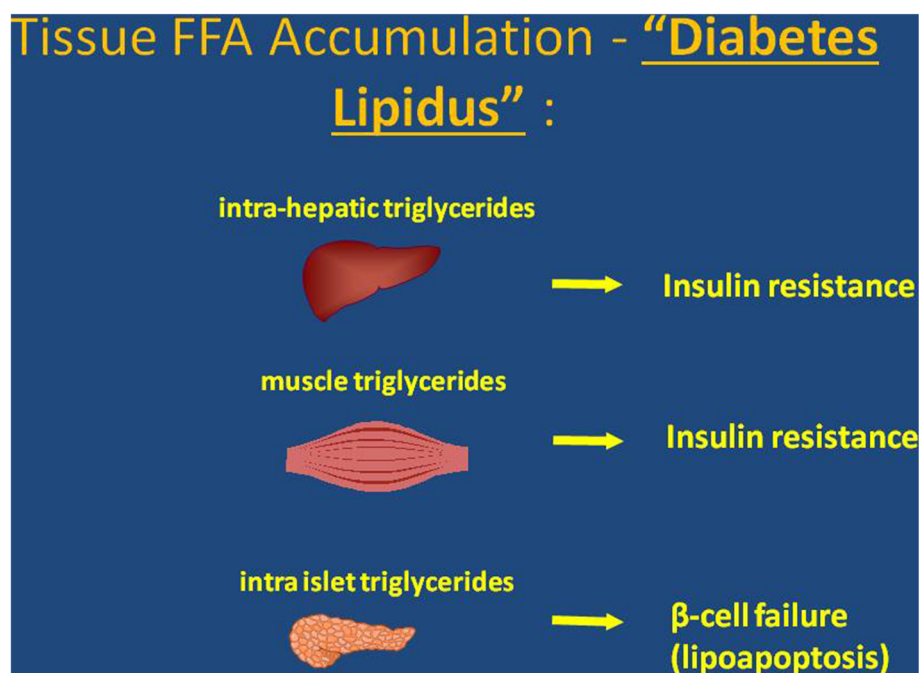 Tissue FFA Accumulation - “Diabetes
Lipidus” :
intra-hepatic triglycerides
Insulin resistance
muscle triglycerides
Insulin resistance
intra islet triglycerides
β-cell failure
(lipoapoptosis)